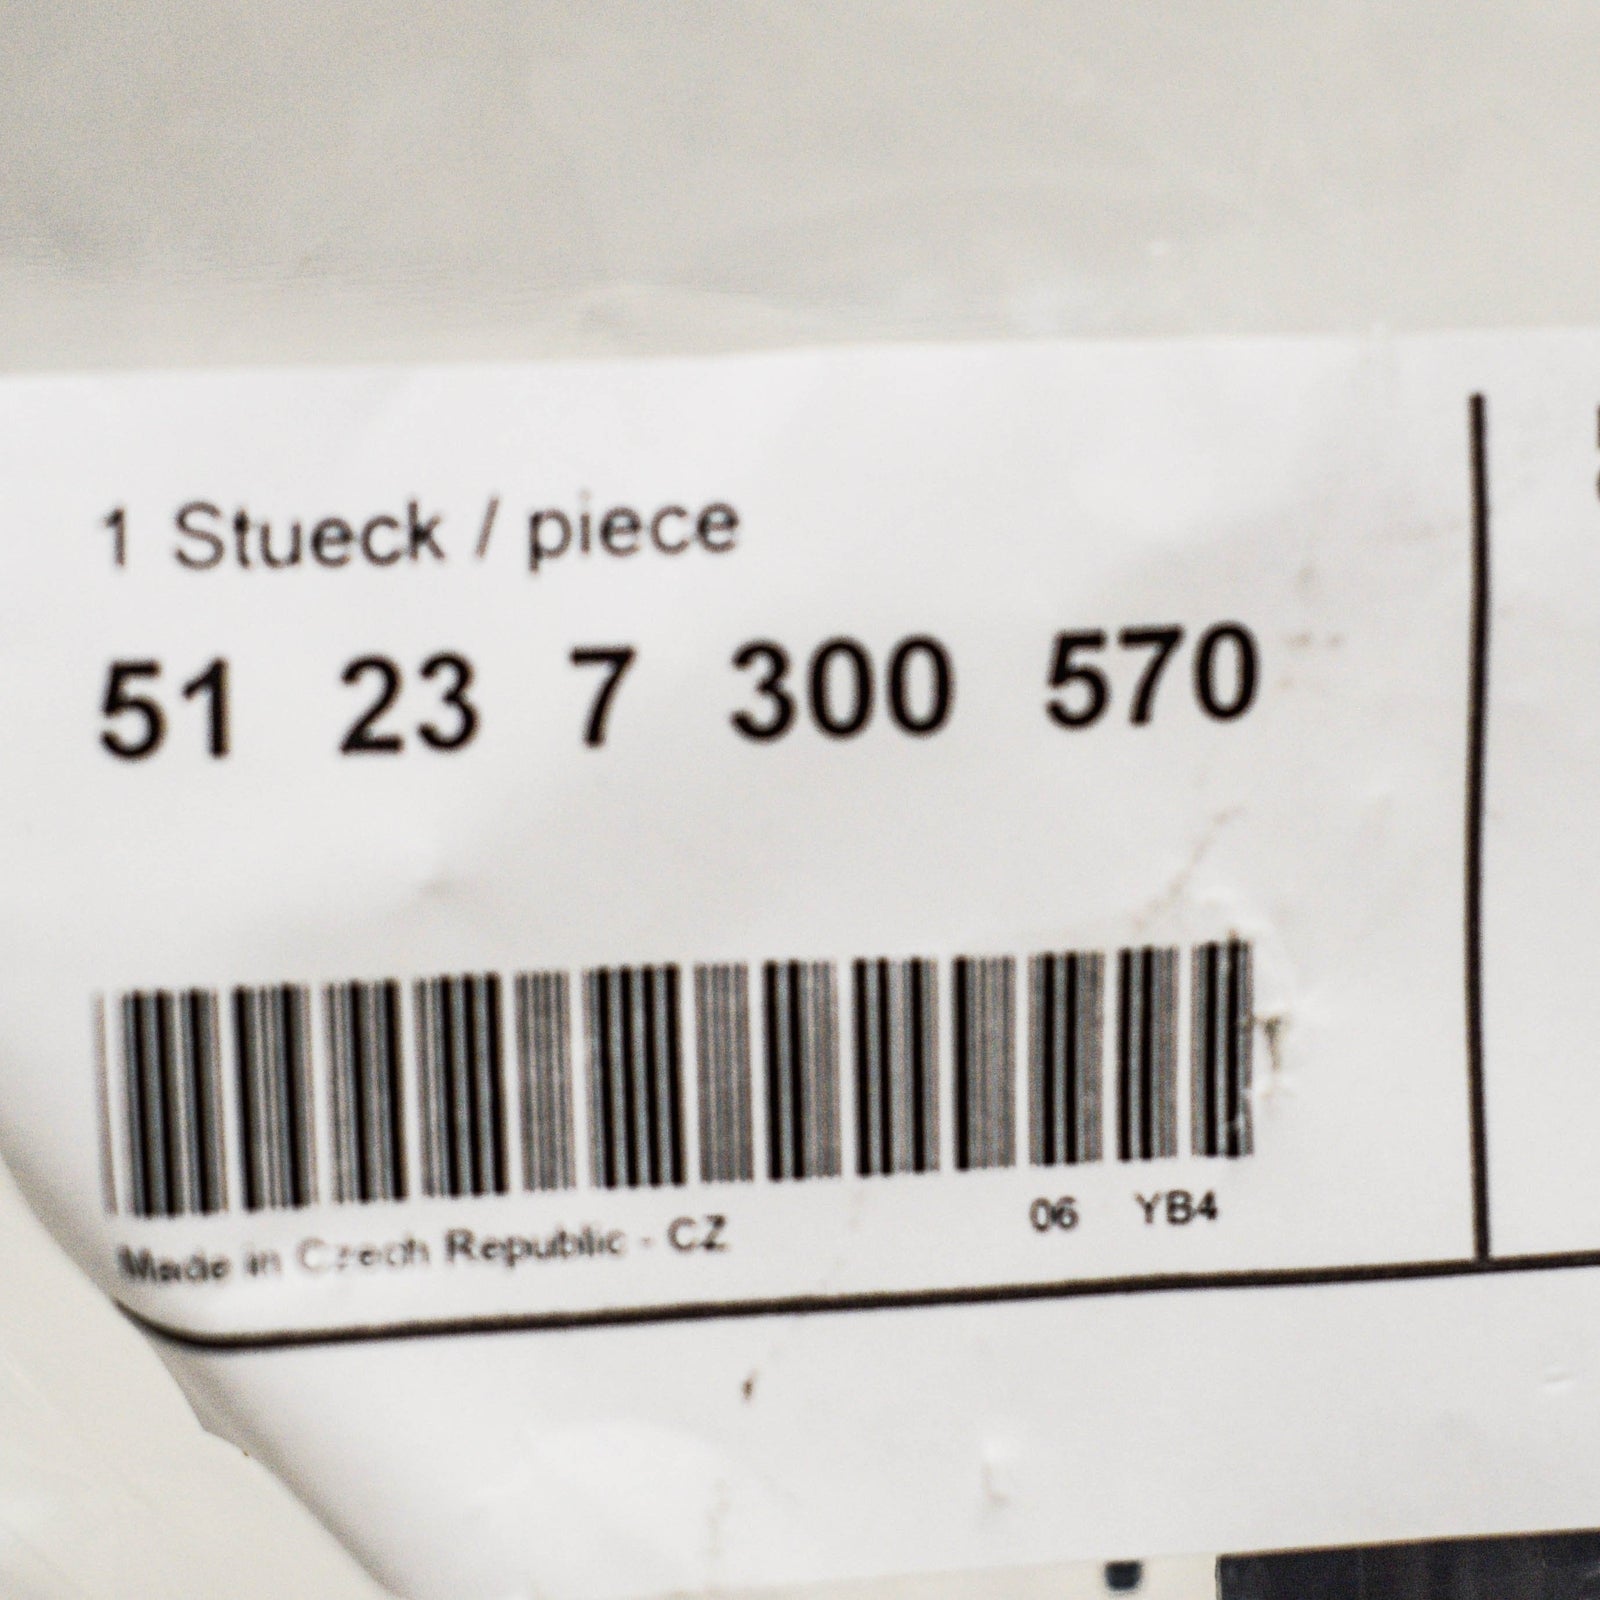 1 Stueck / piece
51 23 7 300 570
06 YB4
Made in Czech Republic - CZ